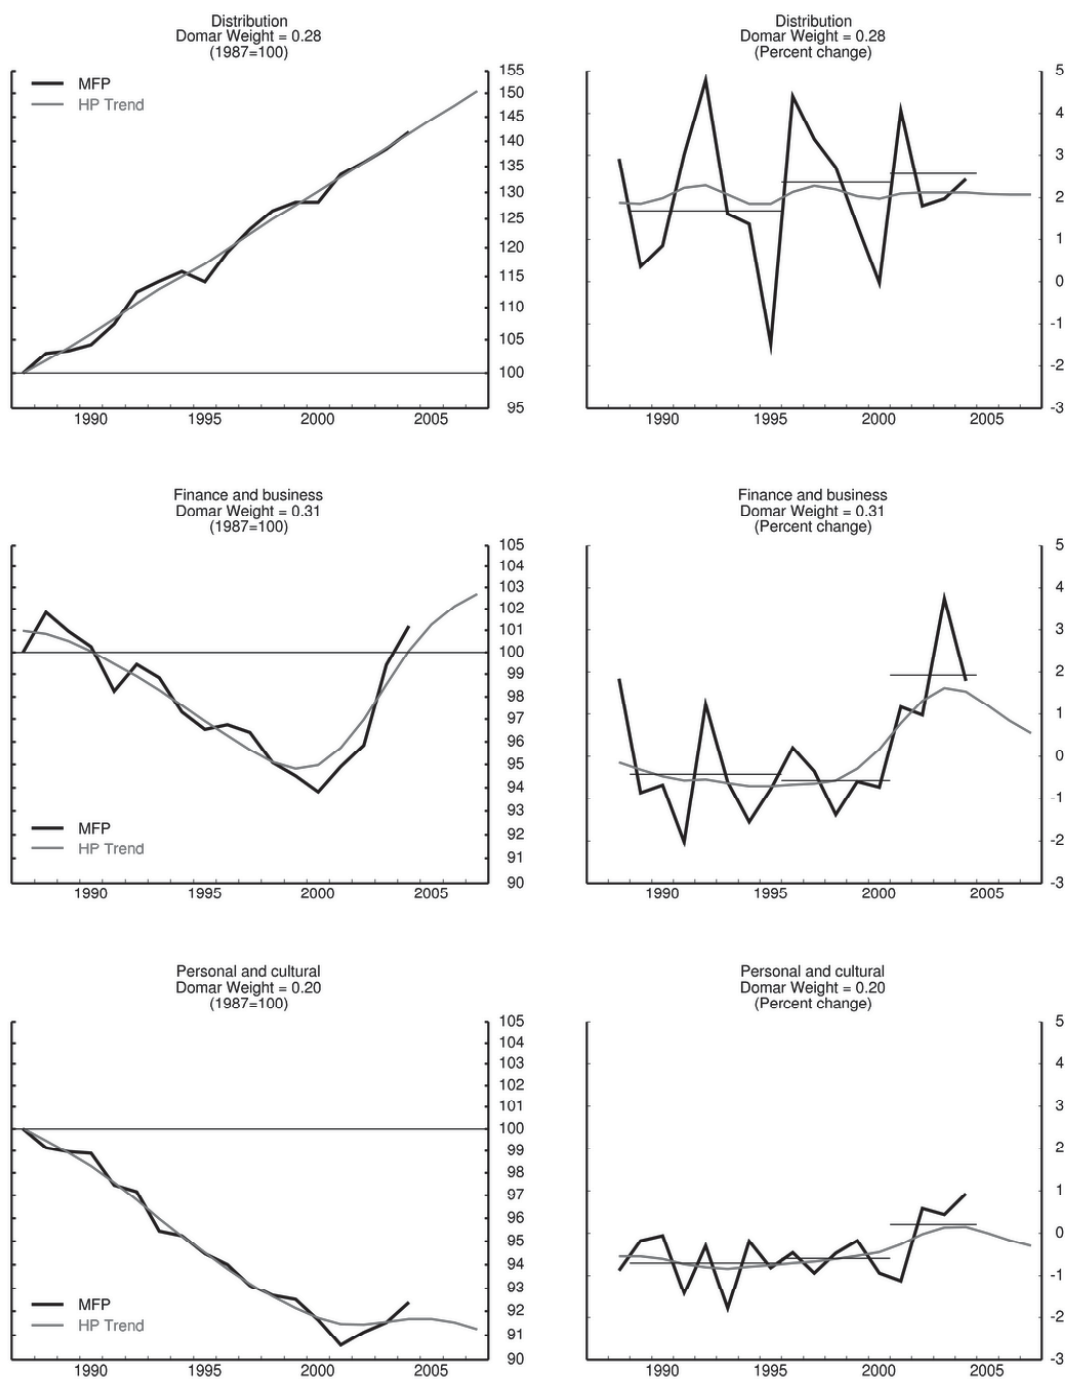 Distribution
Domar Weight = 0.28
(1987=100)
MFP
HP Trend
155
150
145
140
135
130
125
120
115
110
105
100
95
1990 1995 2000 2005
Distribution
Domar Weight = 0.28
(Percent change)
5
4
3
2
1
0
-1
-2
-3
1990 1995 2000 2005
Finance and business
Domar Weight = 0.31
(1987=100)
105
104
103
102
101
100
99
98
97
96
95
94
93
92
91
90
MFP
HP Trend
1990 1995 2000 2005
Finance and business
Domar Weight = 0.31
(Percent change)
5
4
3
2
1
0
-1
-2
-3
1990 1995 2000 2005
Personal and cultural
Domar Weight = 0.20
(1987=100)
105
104
103
102
101
100
99
98
97
96
95
94
93
92
91
90
MFP
HP Trend
1990 1995 2000 2005
Personal and cultural
Domar Weight = 0.20
(Percent change)
5
4
3
2
1
0
-1
-2
-3
1990 1995 2000 2005